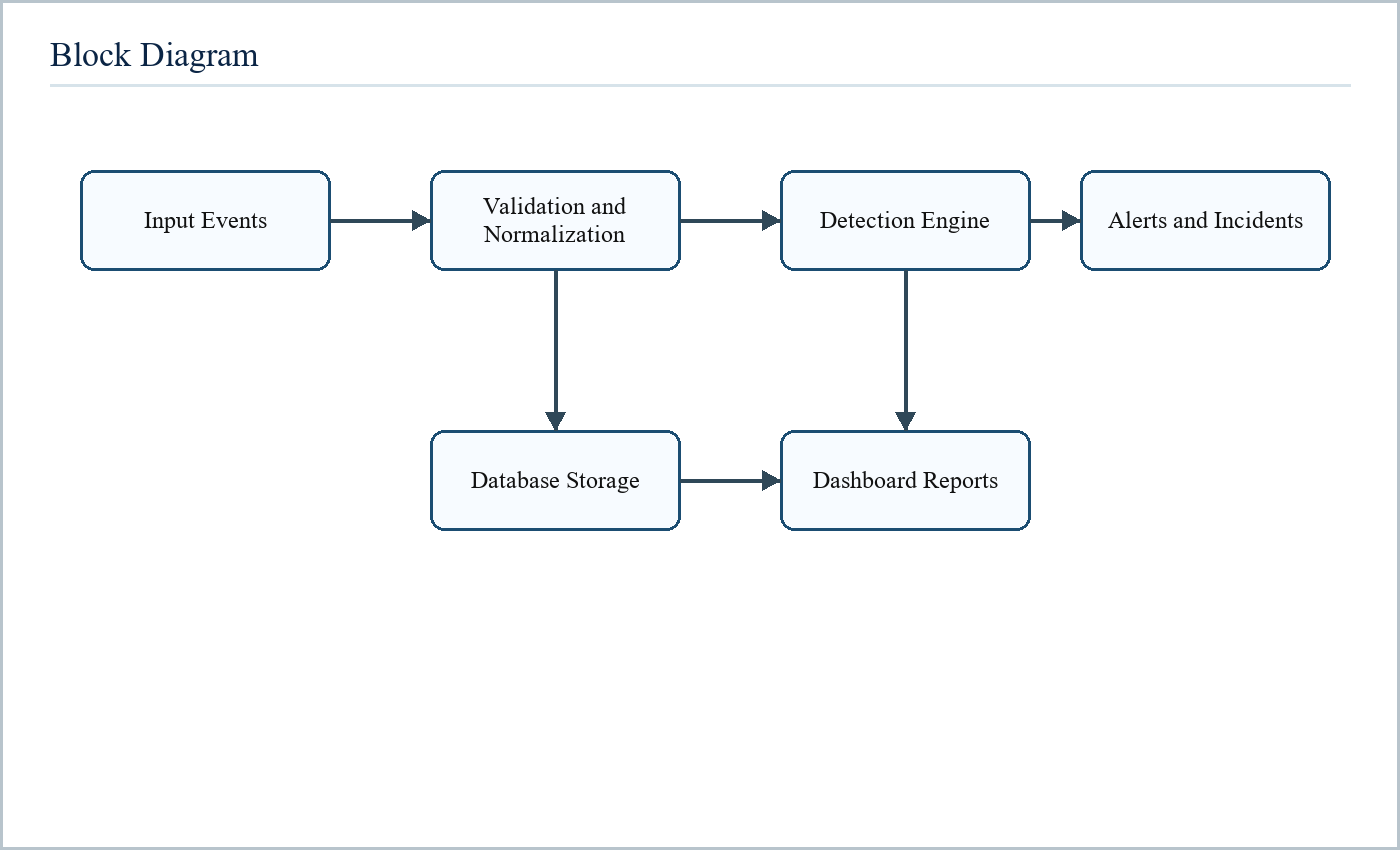 Block Diagram
Input Events
Validation and
Normalization
Detection Engine
Alerts and Incidents
Database Storage
Dashboard Reports